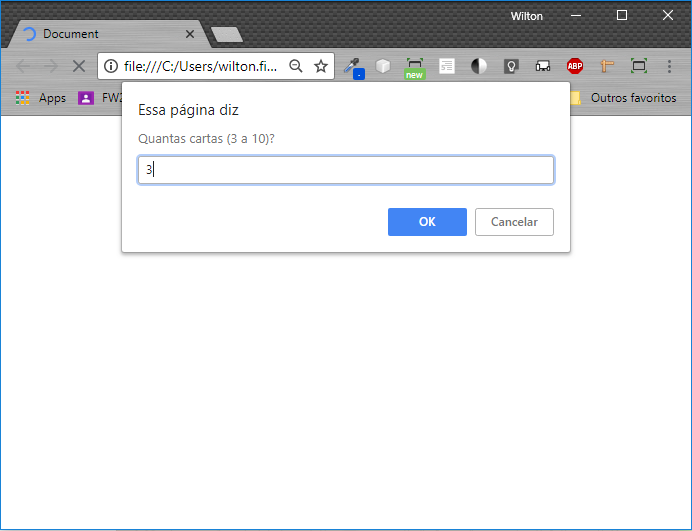 Wilton
Document
file:///C:/Users/wilton.fi...
new
ABP
Apps
FW2
Outros favoritos
Essa página diz
Quantas cartas (3 a 10)?
3
OK
Cancelar